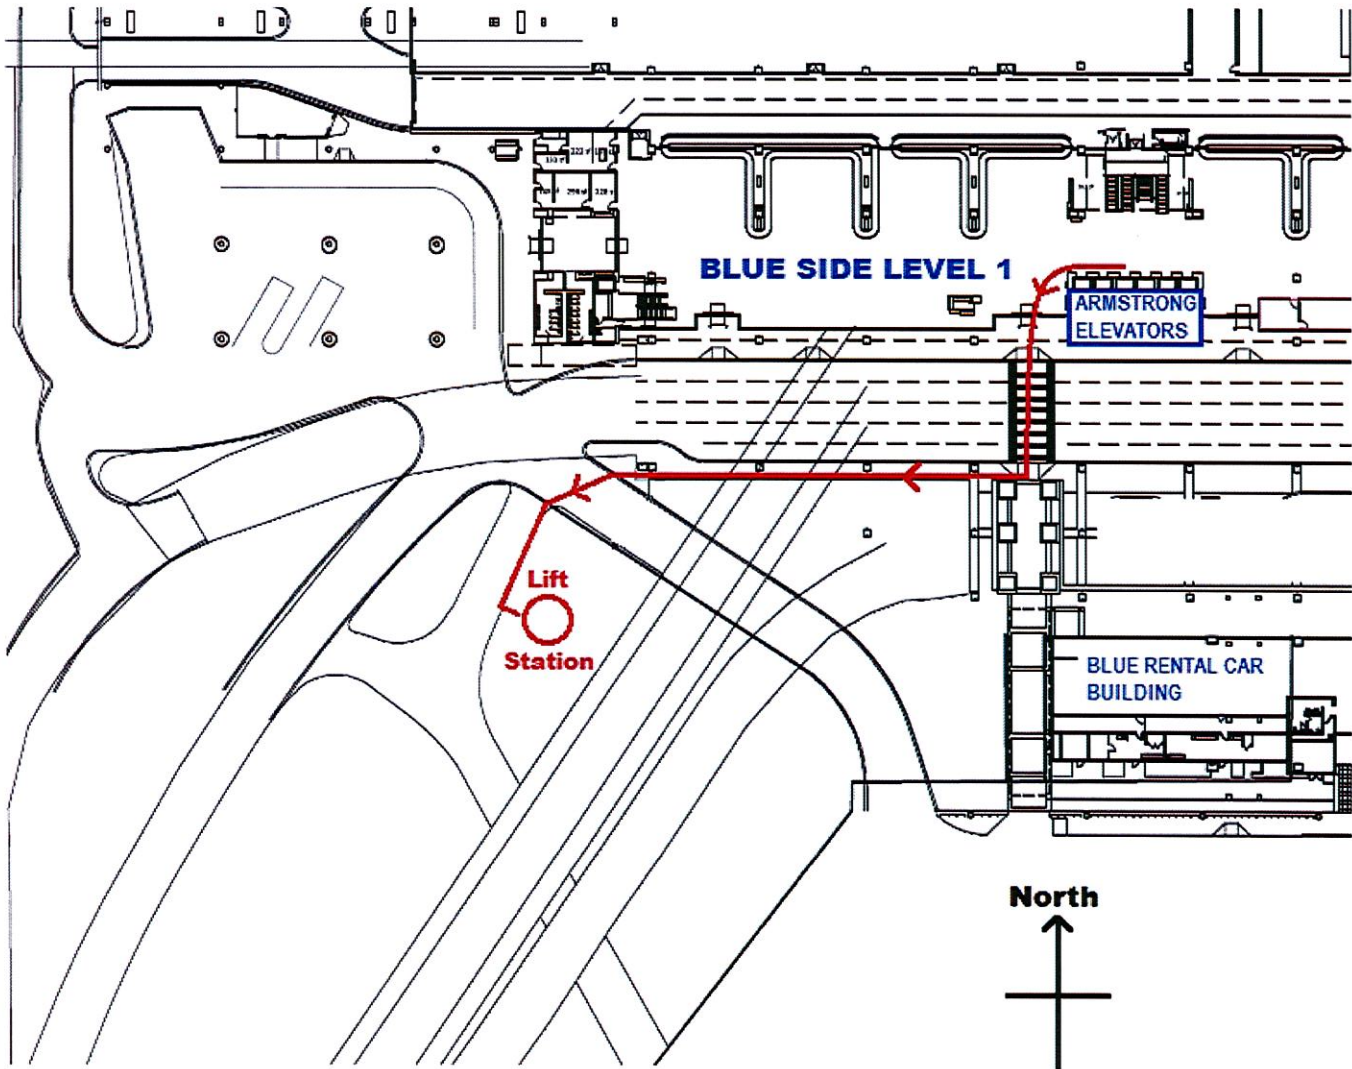 BLUE SIDE LEVEL 1
ARMSTRONG
ELEVATORS
Lift
Station
BLUE RENTAL CAR
BUILDING
North